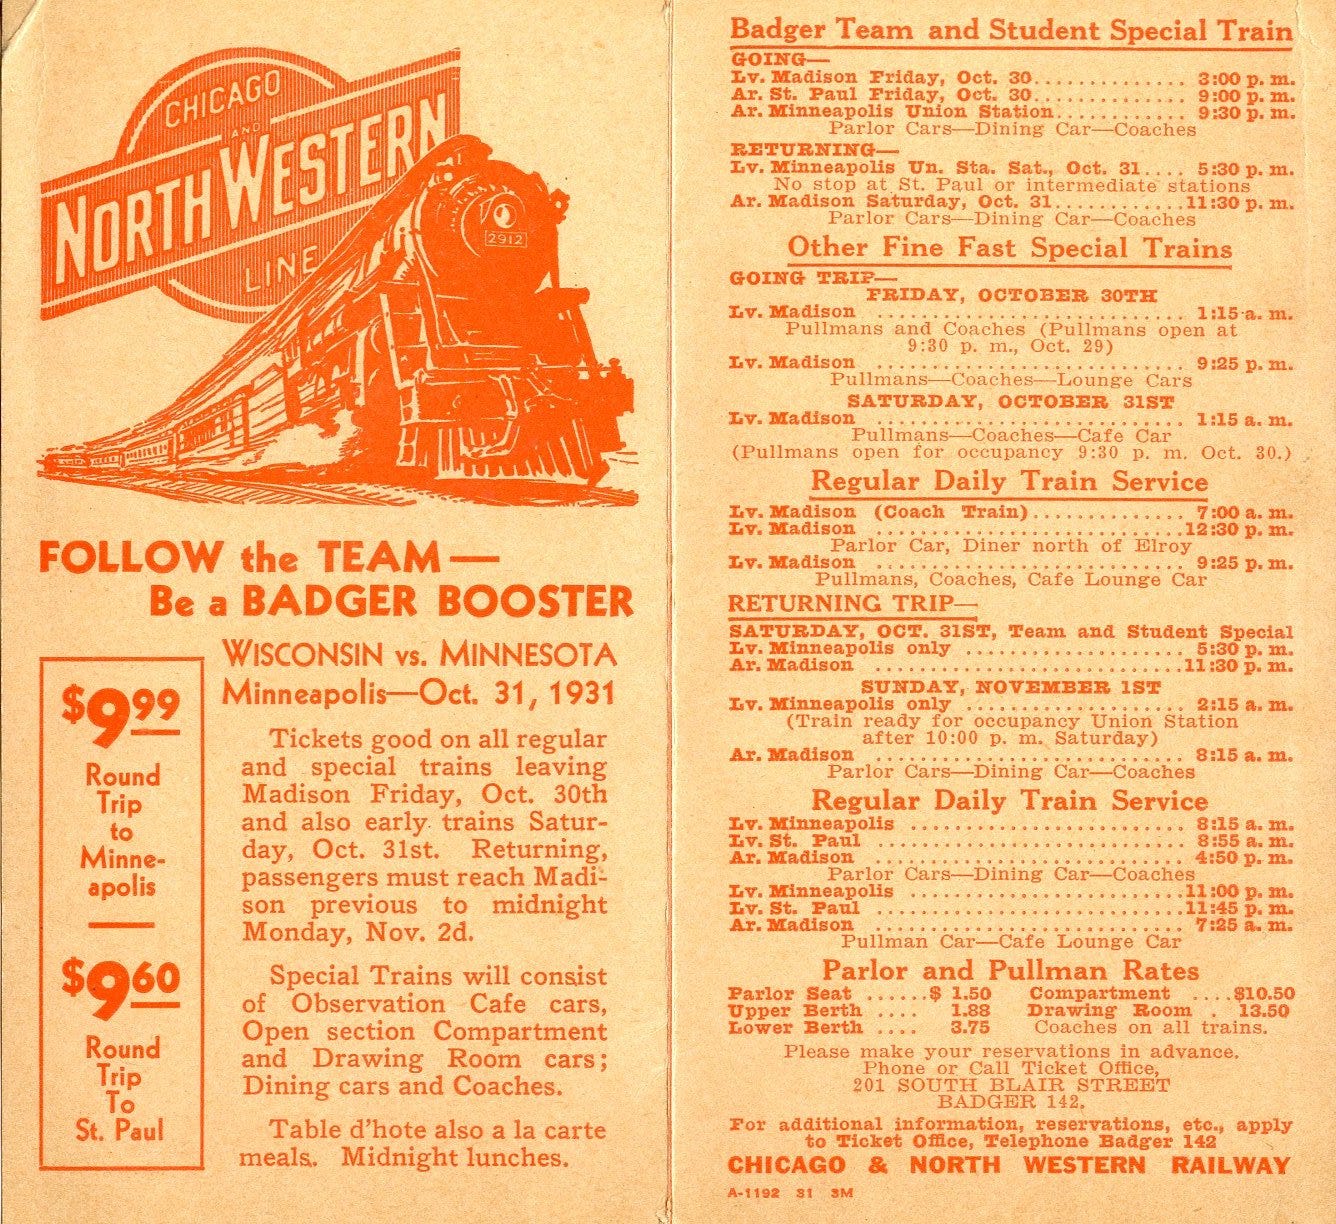 CHICAGO
AND
NORTH WESTERN
LINE
2912
FOLLOW the TEAM—
Be a BADGER BOOSTER
WISCONSIN vs. MINNESOTA
Minneapolis—Oct. 31, 1931
$9.99
Round
Trip
to
Minne-
apolis
$9.60
Round
Trip
To
St. Paul
Tickets good on all regular
and special trains leaving
Madison Friday, Oct. 30th
and also early trains Satur-
day, Oct. 31st. Returning,
passengers must reach Madi-
son previous to midnight
Monday, Nov. 2d.
Special Trains will consist
of Observation Cafe cars,
Open section Compartment
and Drawing Room cars;
Dining cars and Coaches.
Table d'hote also a la carte
meals. Midnight lunches.
Badger Team and Student Special Train
GOING—
Lv. Madison Friday, Oct. 30.............. 3:00 p. m.
Ar. St. Paul Friday, Oct. 30.............. 9:00 p. m.
Ar. Minneapolis Union Station............ 9:30 p. m.
Parlor Cars—Dining Car—Coaches
RETURNING—
Lv. Minneapolis Un. Sta. Sat., Oct. 31.... 5:30 p. m.
No stop at St. Paul or intermediate stations
Ar. Madison Saturday, Oct. 31............11:30 p. m.
Parlor Cars—Dining Car—Coaches
Other Fine Fast Special Trains
GOING TRIP—
FRIDAY, OCTOBER 30TH
Lv. Madison ............................ 1:15 a. m.
Pullmans and Coaches (Pullmans open at
9:30 p. m., Oct. 29)
Lv. Madison ............................ 9:25 p. m.
Pullmans—Coaches—Lounge Cars
SATURDAY, OCTOBER 31ST
Lv. Madison ............................ 1:15 a. m.
Pullmans—Coaches—Cafe Car
(Pullmans open for occupancy 9:30 p. m. Oct. 30.)
Regular Daily Train Service
Lv. Madison (Coach Train).............. 7:00 a. m.
Lv. Madison ............................12:30 p. m.
Parlor Car, Diner north of Elroy
Lv. Madison ............................ 9:25 p. m.
Pullmans, Coaches, Cafe Lounge Car
RETURNING TRIP—
SATURDAY, OCT. 31ST, Team and Student Special
Lv. Minneapolis only .................... 5:30 p. m.
Ar. Madison ............................11:30 p. m.
SUNDAY, NOVEMBER 1ST
Lv. Minneapolis only .................... 2:15 a. m.
(Train ready for occupancy Union Station
after 10:00 p. m. Saturday)
Ar. Madison ............................ 8:15 a. m.
Parlor Cars—Dining Car—Coaches
Regular Daily Train Service
Lv. Minneapolis ......................... 8:15 a. m.
Lv. St. Paul ............................ 8:55 a. m.
Ar. Madison ............................ 4:50 p. m.
Parlor Cars—Dining Car—Coaches
Lv. Minneapolis .........................11:00 p. m.
Lv. St. Paul ............................11:45 p. m.
Ar. Madison ............................ 7:25 a. m.
Pullman Car—Cafe Lounge Car
Parlor and Pullman Rates
Parlor Seat ......$ 1.50 Compartment ....$10.50
Upper Berth .... 1.88 Drawing Room . 13.50
Lower Berth .... 3.75 Coaches on all trains.
Please make your reservations in advance.
Phone or Call Ticket Office,
201 SOUTH BLAIR STREET
BADGER 142.
For additional information, reservations, etc., apply
to Ticket Office, Telephone Badger 142
CHICAGO & NORTH WESTERN RAILWAY
A-1192 31 3M